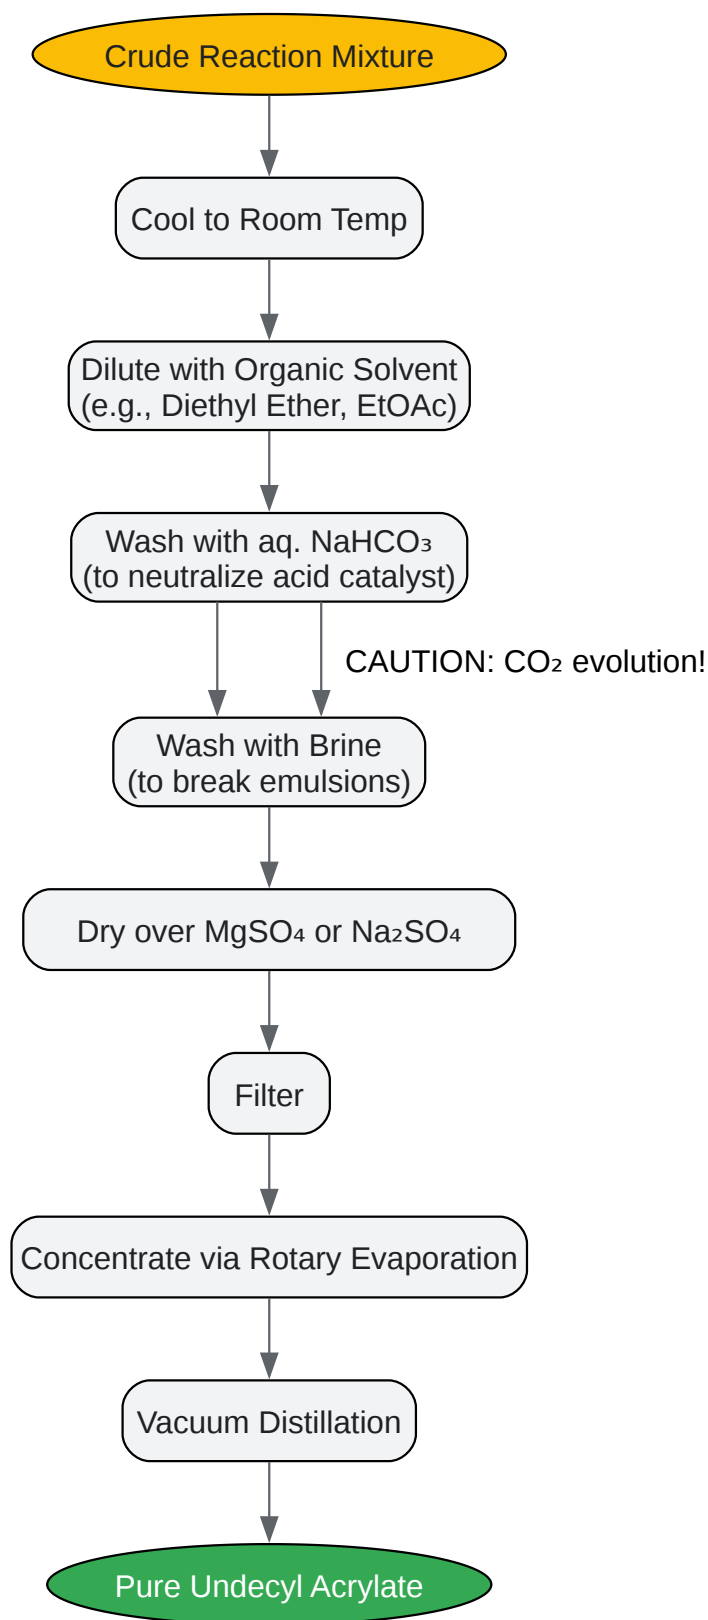 Crude Reaction Mixture
Cool to Room Temp
Dilute with Organic Solvent
(e.g., Diethyl Ether, EtOAc)
Wash with aq. NaHCO₃
(to neutralize acid catalyst)
CAUTION: CO₂ evolution!
Wash with Brine
(to break emulsions)
Dry over MgSO₄ or Na₂SO₄
Filter
Concentrate via Rotary Evaporation
Vacuum Distillation
Pure Undecyl Acrylate